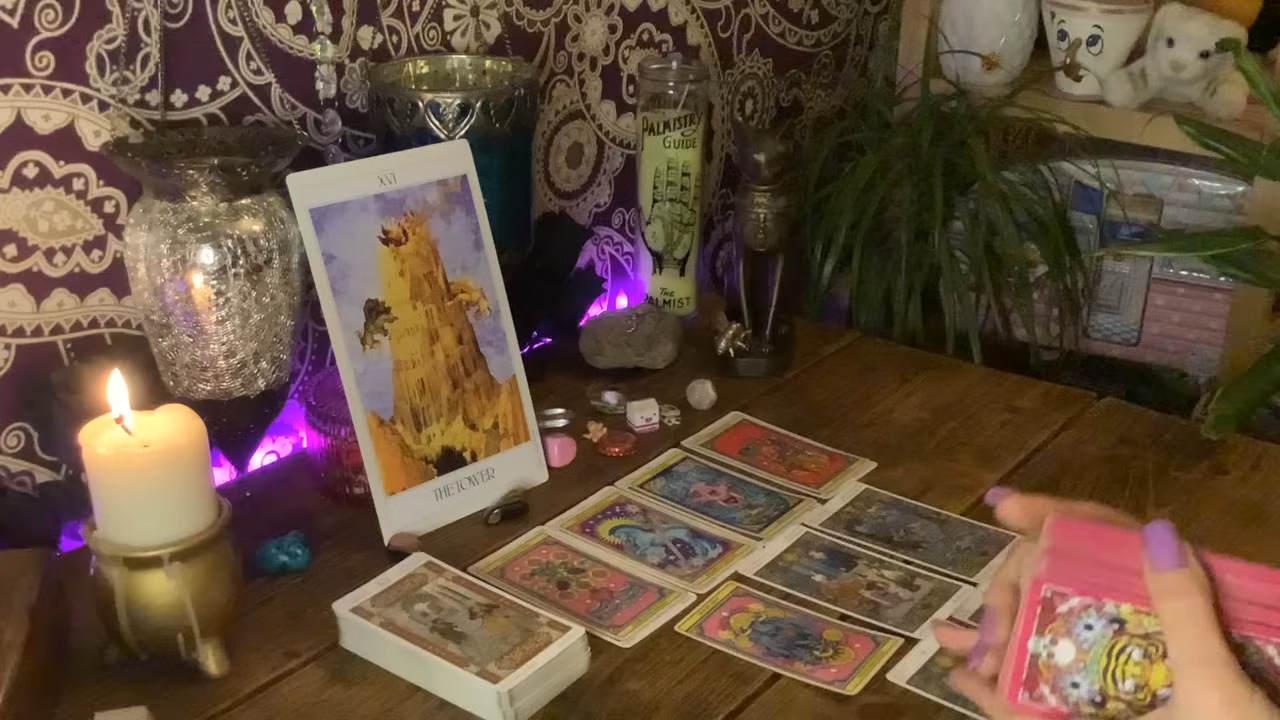 XVI
THE TOWER
PALMISTRY
GUIDE
THE
PALMIST